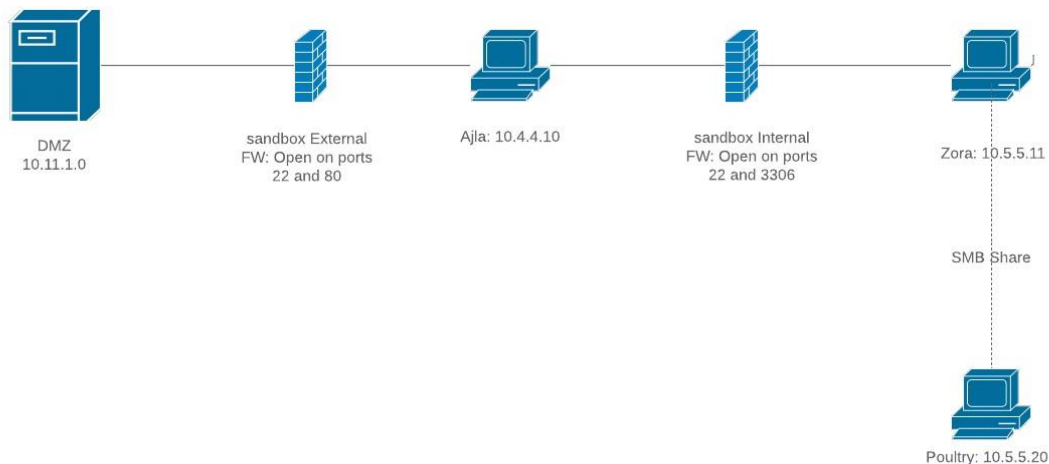 DMZ
10.11.1.0
sandbox External
FW: Open on ports
22 and 80
Ajla: 10.4.4.10
sandbox Internal
FW: Open on ports
22 and 3306
Zora: 10.5.5.11
SMB Share
Poultry: 10.5.5.20